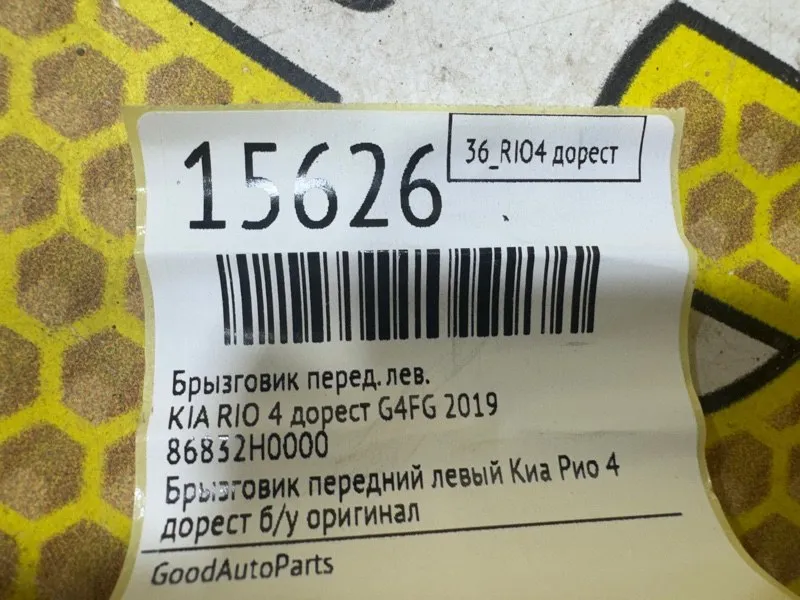 15626
36_RIO4 дорест
Брызговик перед. лев.
KIA RIO 4 дорест G4FG 2019
86832H0000
Брызговик передний левый Киа Рио 4
дорест б/у оригинал
GoodAutoParts